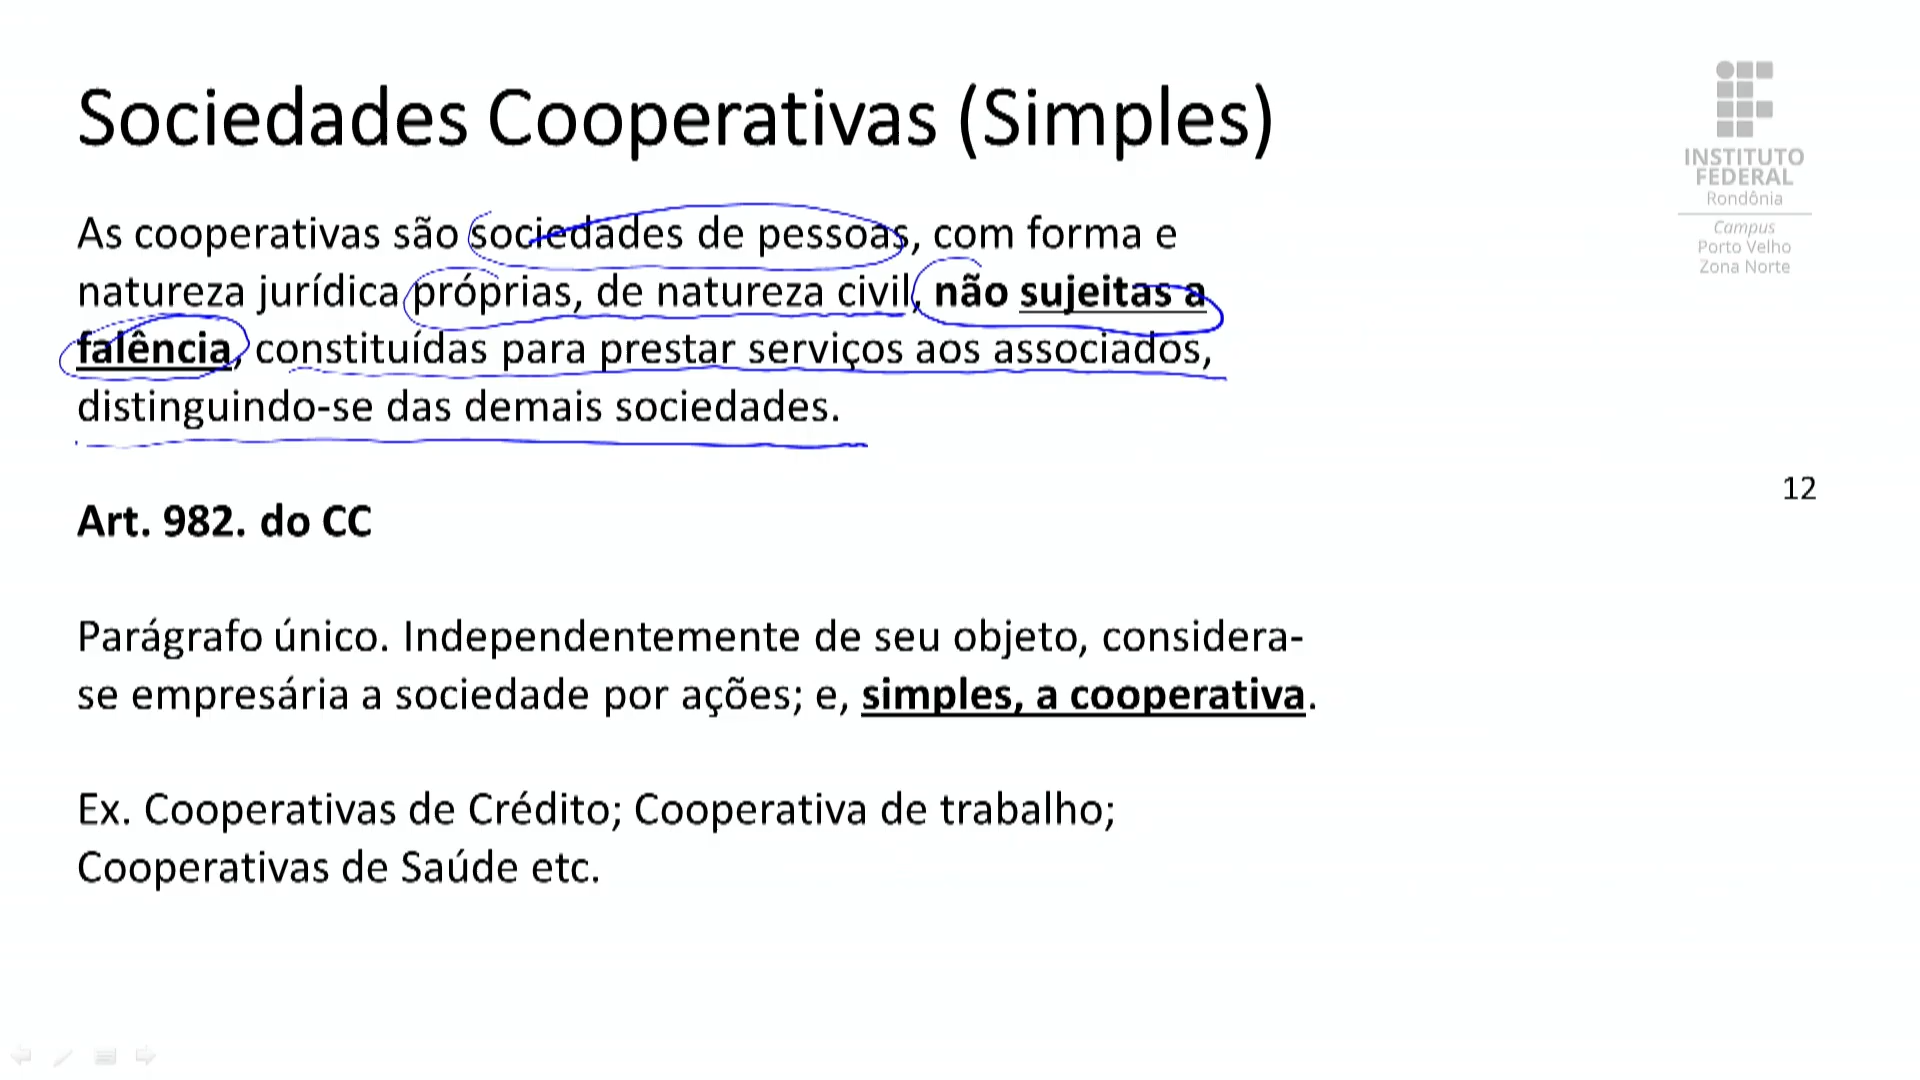 Sociedades Cooperativas (Simples)
INSTITUTO
FEDERAL
Rondônia
Campus
Porto Velho
Zona Norte
As cooperativas são sociedades de pessoas, com forma e
natureza jurídica próprias, de natureza civil, não sujeitas a
falência, constituídas para prestar serviços aos associados,
distinguindo-se das demais sociedades.
12
Art. 982. do CC
Parágrafo único. Independentemente de seu objeto, considera-
se empresária a sociedade por ações; e, simples, a cooperativa.
Ex. Cooperativas de Crédito; Cooperativa de trabalho;
Cooperativas de Saúde etc.